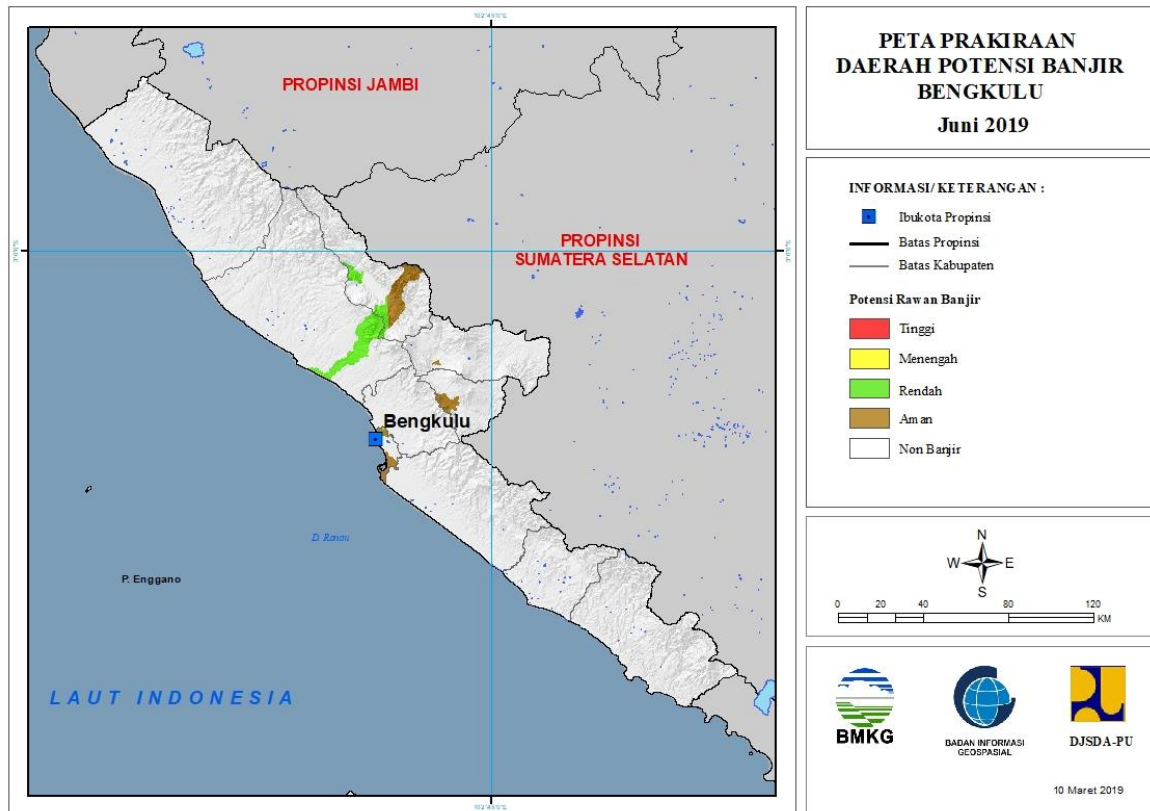 PETA PRAKIRAAN
DAERAH POTENSI BANJIR
BENGKULU
Juni 2019
INFORMASI/ KETERANGAN :
Ibukota Propinsi
Batas Propinsi
Batas Kabupaten
Potensi Rawan Banjir
Tinggi
Menengah
Rendah
Aman
Non Banjir
N
W E
S
0 20 40 80 120
KM
BMKG
BADAN INFORMASI
GEOSPASIAL
DJSDA-PU
10 Maret 2019
PROPINSI JAMBI
PROPINSI
SUMATERA SELATAN
Bengkulu
D. Ranau
P. Enggano
LAUT INDONESIA